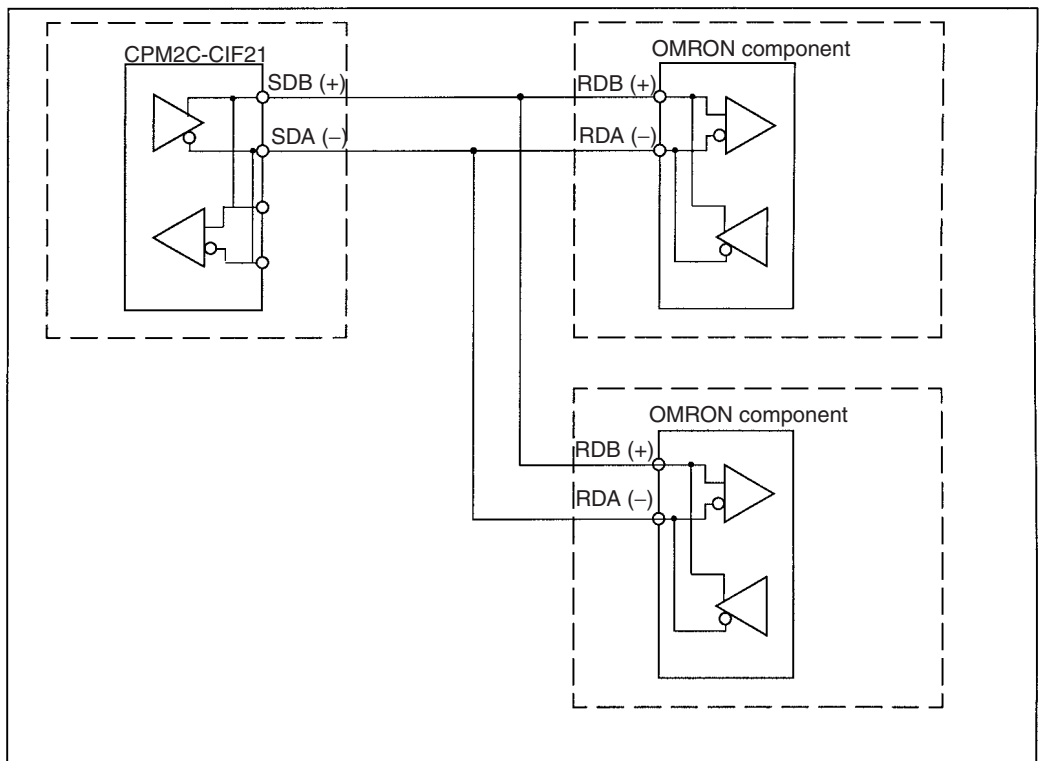 CPM2C-CIF21
SDB (+)
SDA (−)
OMRON component
RDB (+)
RDA (−)
OMRON component
RDB (+)
RDA (−)